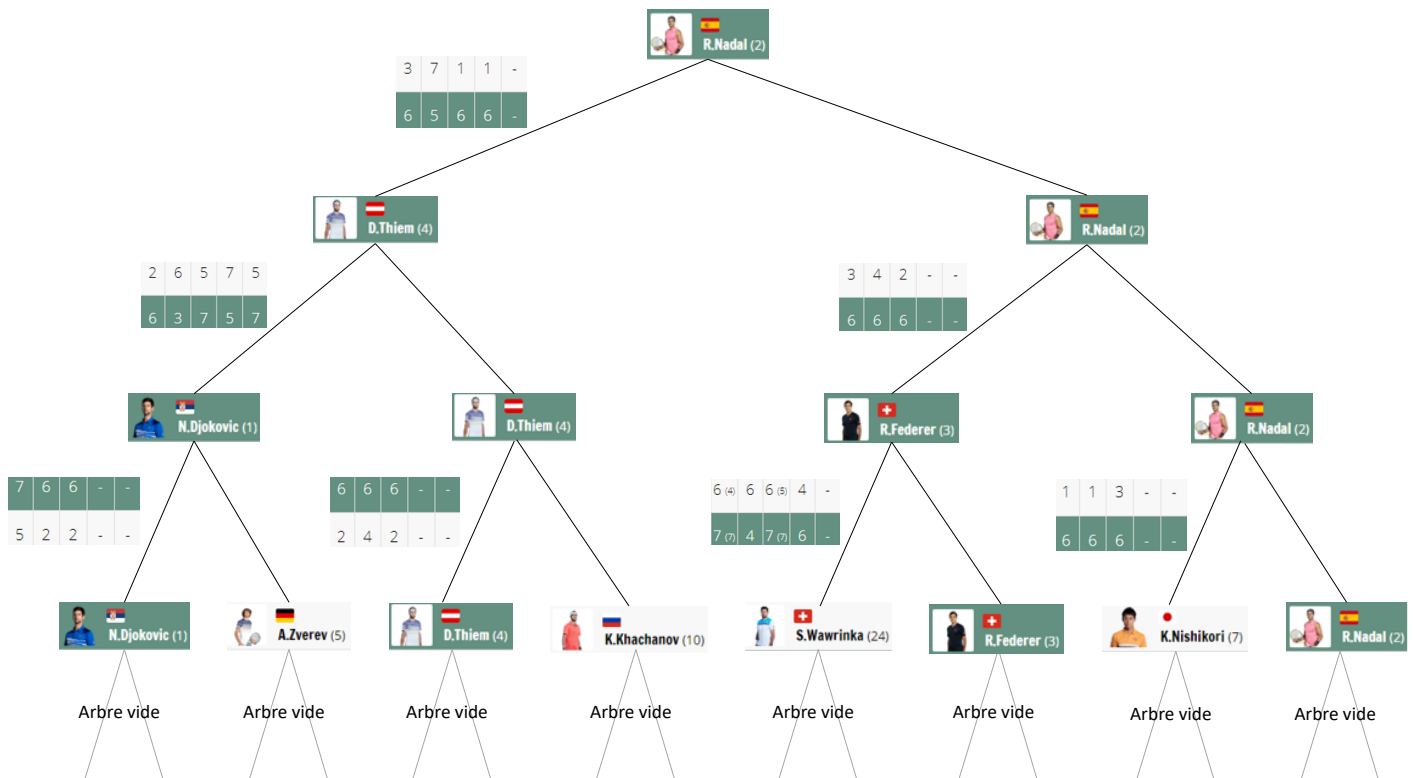 R.Nadal (2)
3 7 1 1 -
6 5 6 6 -
D.Thiem (4)
R.Nadal (2)
2 6 5 7 5
6 3 7 5 7
3 4 2 - -
6 6 6 - -
N.Djokovic (1)
D.Thiem (4)
R.Federer (3)
R.Nadal (2)
7 6 6 - -
5 2 2 - -
6 6 6 - -
2 4 2 - -
6 (4) 6 6 (5) 4 -
7 (7) 4 7 (7) 6 -
1 1 3 - -
6 6 6 - -
N.Djokovic (1)
A.Zverev (5)
D.Thiem (4)
K.Khachanov (10)
S.Wawrinka (24)
R.Federer (3)
K.Nishikori (7)
R.Nadal (2)
Arbre vide
Arbre vide
Arbre vide
Arbre vide
Arbre vide
Arbre vide
Arbre vide
Arbre vide